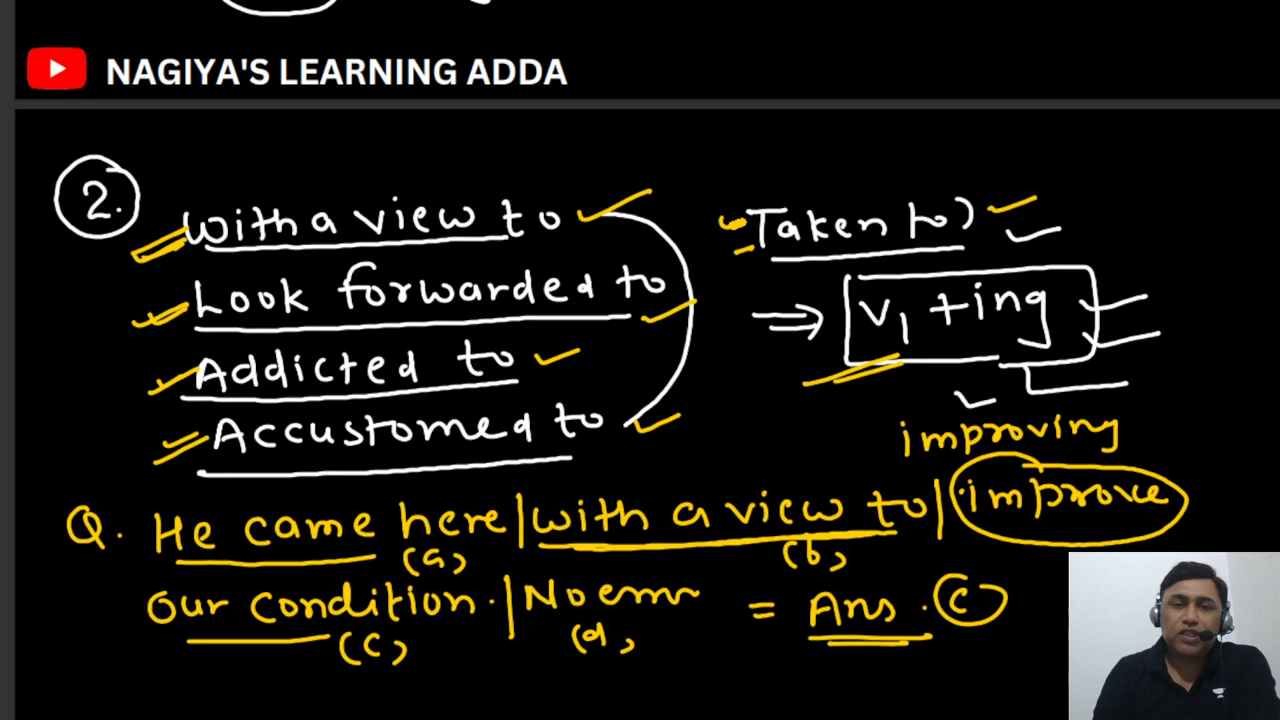 NAGIYA'S LEARNING ADDA
2.
With a view to
Look forwarded to
Addicted to
Accustomed to
Taken to)
⇒ V1 + ing
improving
Q. He came here | with a view to | improve
(a) (b)
our condition. | No error = Ans. (c)
(c) (d)